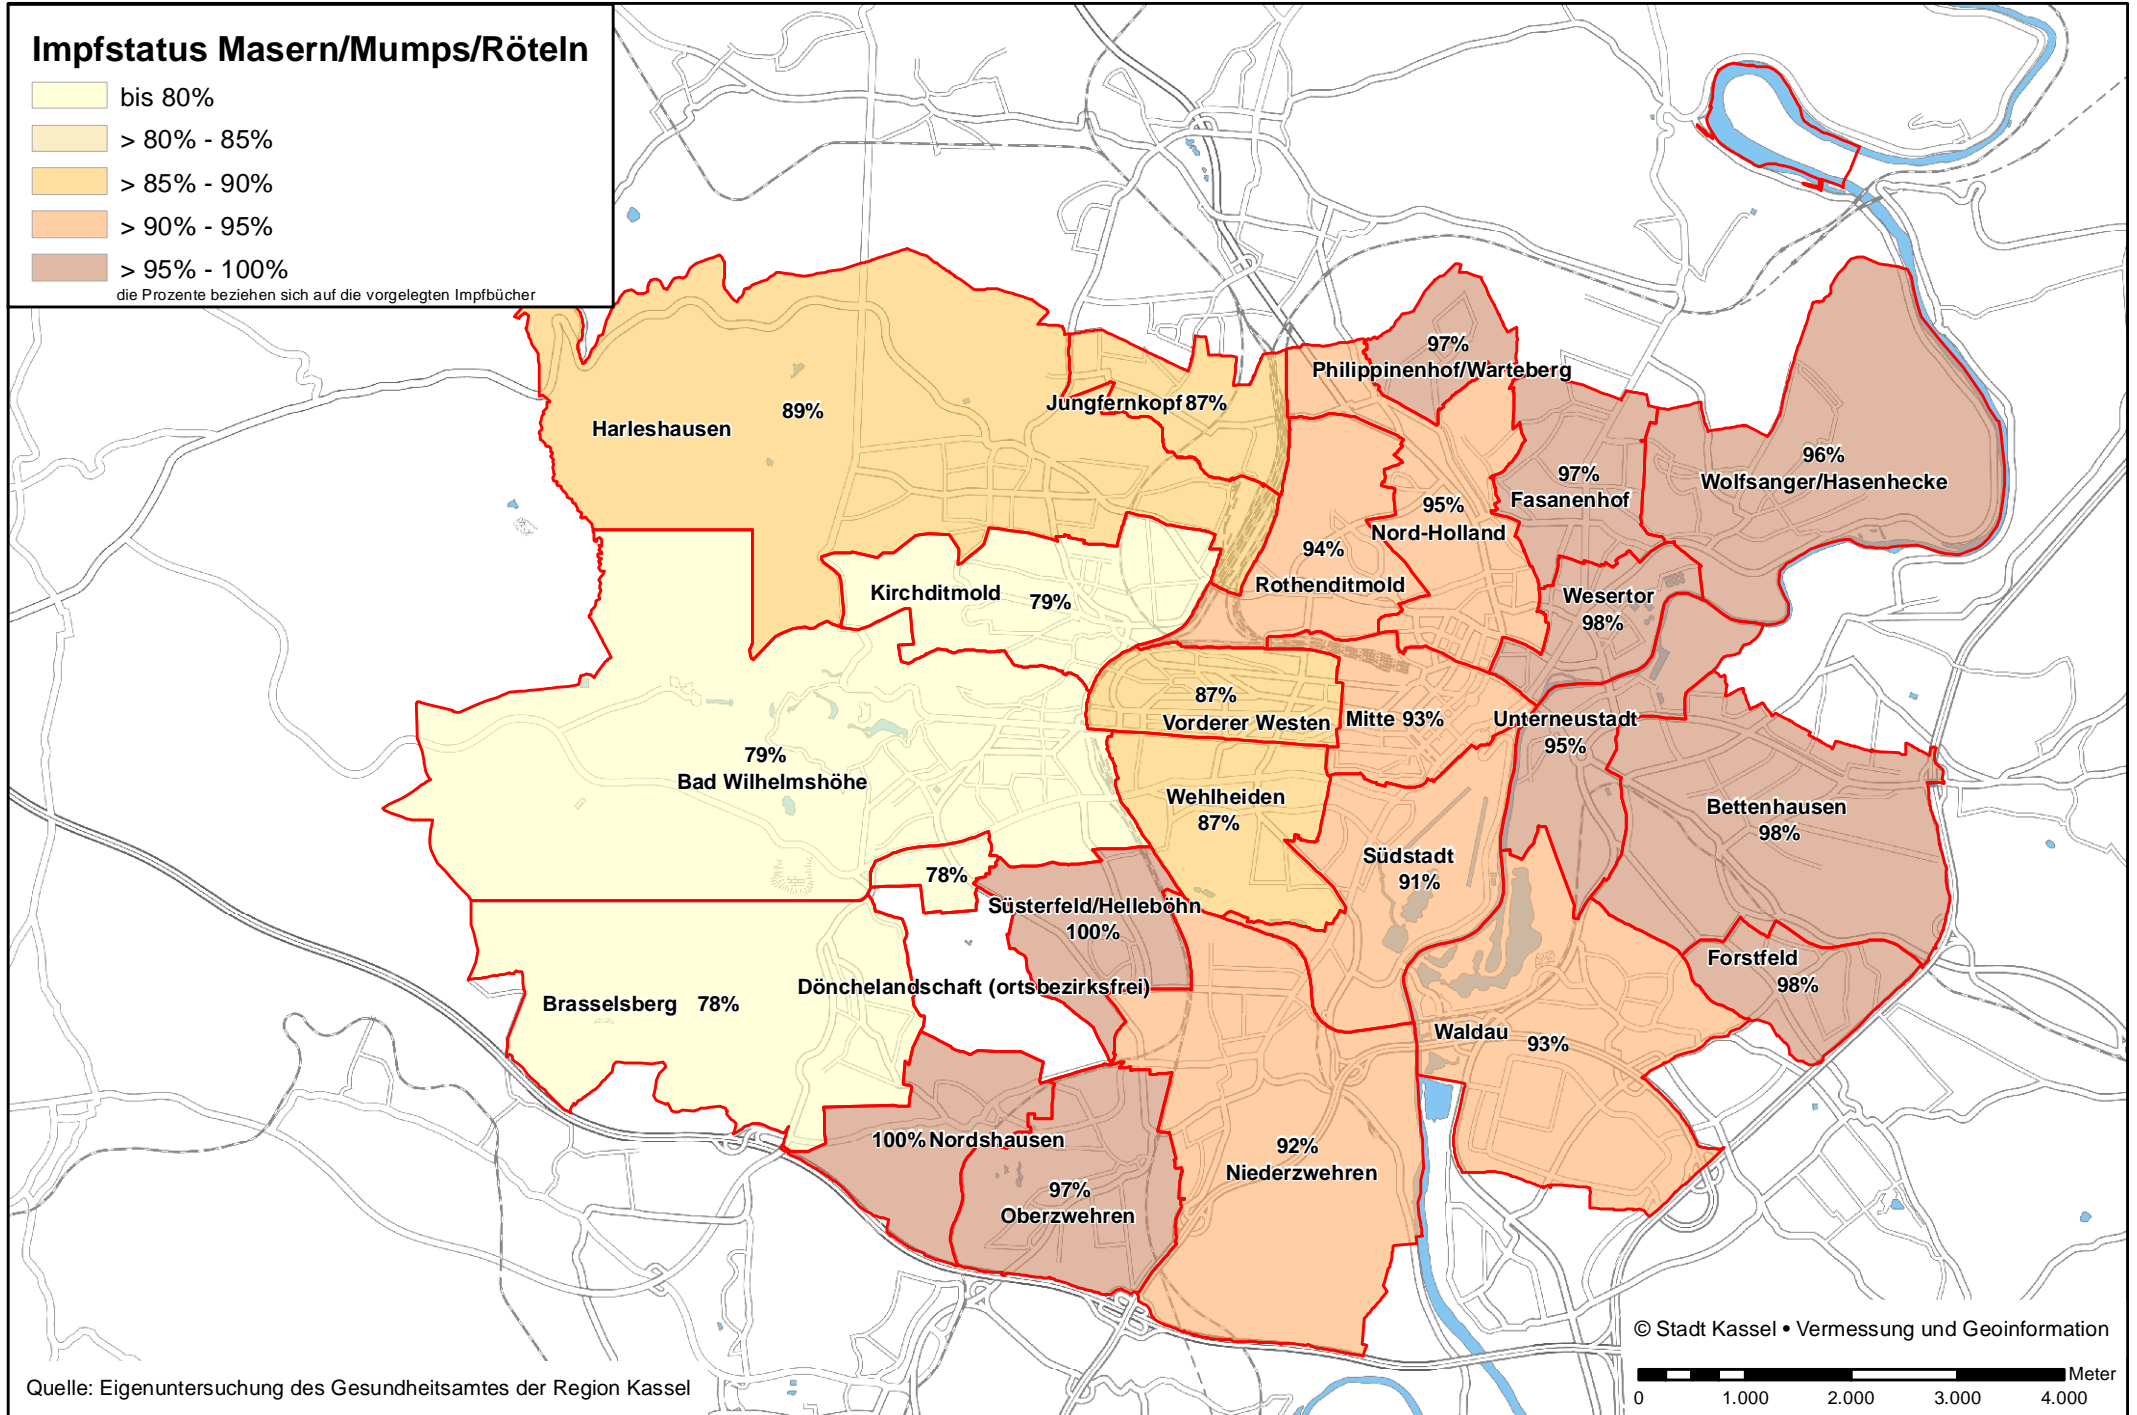 Impfstatus Masern/Mumps/Röteln
bis 80%
> 80% - 85%
> 85% - 90%
> 90% - 95%
> 95% - 100%
die Prozente beziehen sich auf die vorgelegten Impfbücher
97%
Philippinenhof/Warteberg
Jungfernkopf 87%
89%
Harleshausen
96%
Wolfsanger/Hasenhecke
97%
Fasanenhof
95%
Nord-Holland
94%
Rothenditmold
Kirchditmold 79%
Wesertor
98%
87%
Vorderer Westen
Mitte 93%
Unterneustadt
95%
79%
Bad Wilhelmshöhe
Wehlheiden
87%
Bettenhausen
98%
Südstadt
91%
78%
Süsterfeld/Helleböhn
100%
Forstfeld
98%
Dönchelandschaft (ortsbezirksfrei)
Brasselsberg 78%
Waldau 93%
100% Nordshausen
92%
Niederzwehren
97%
Oberzwehren
© Stadt Kassel • Vermessung und Geoinformation
Meter
0 1.000 2.000 3.000 4.000
Quelle: Eigenuntersuchung des Gesundheitsamtes der Region Kassel